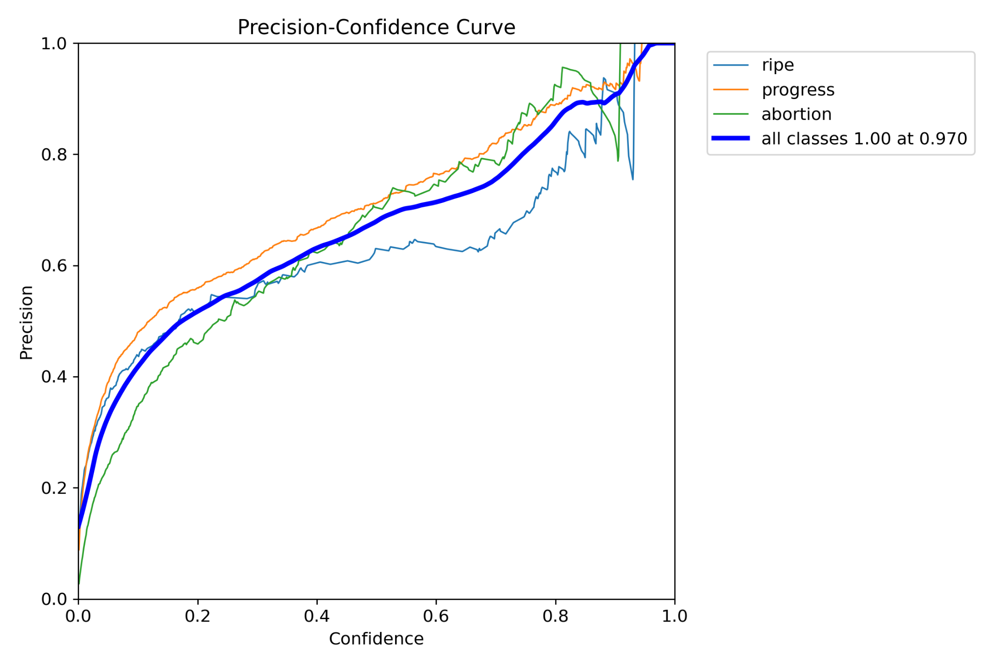 Precision-Confidence Curve
1.0
0.8
0.6
0.4
0.2
0.0
Precision
0.0 0.2 0.4 0.6 0.8 1.0
Confidence
ripe
progress
abortion
all classes 1.00 at 0.970